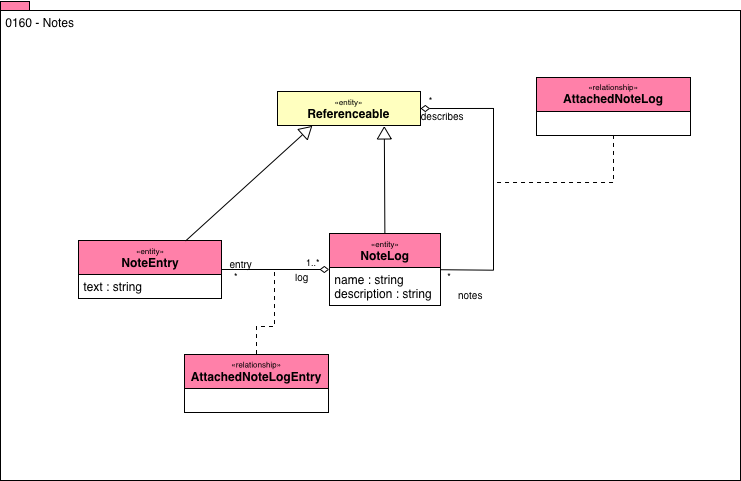 0160 - Notes
«entity»
Referenceable
*
describes
«relationship»
AttachedNoteLog
«entity»
NoteEntry
text : string
entry
*
1..*
log
«entity»
NoteLog
name : string
description : string
*
notes
«relationship»
AttachedNoteLogEntry